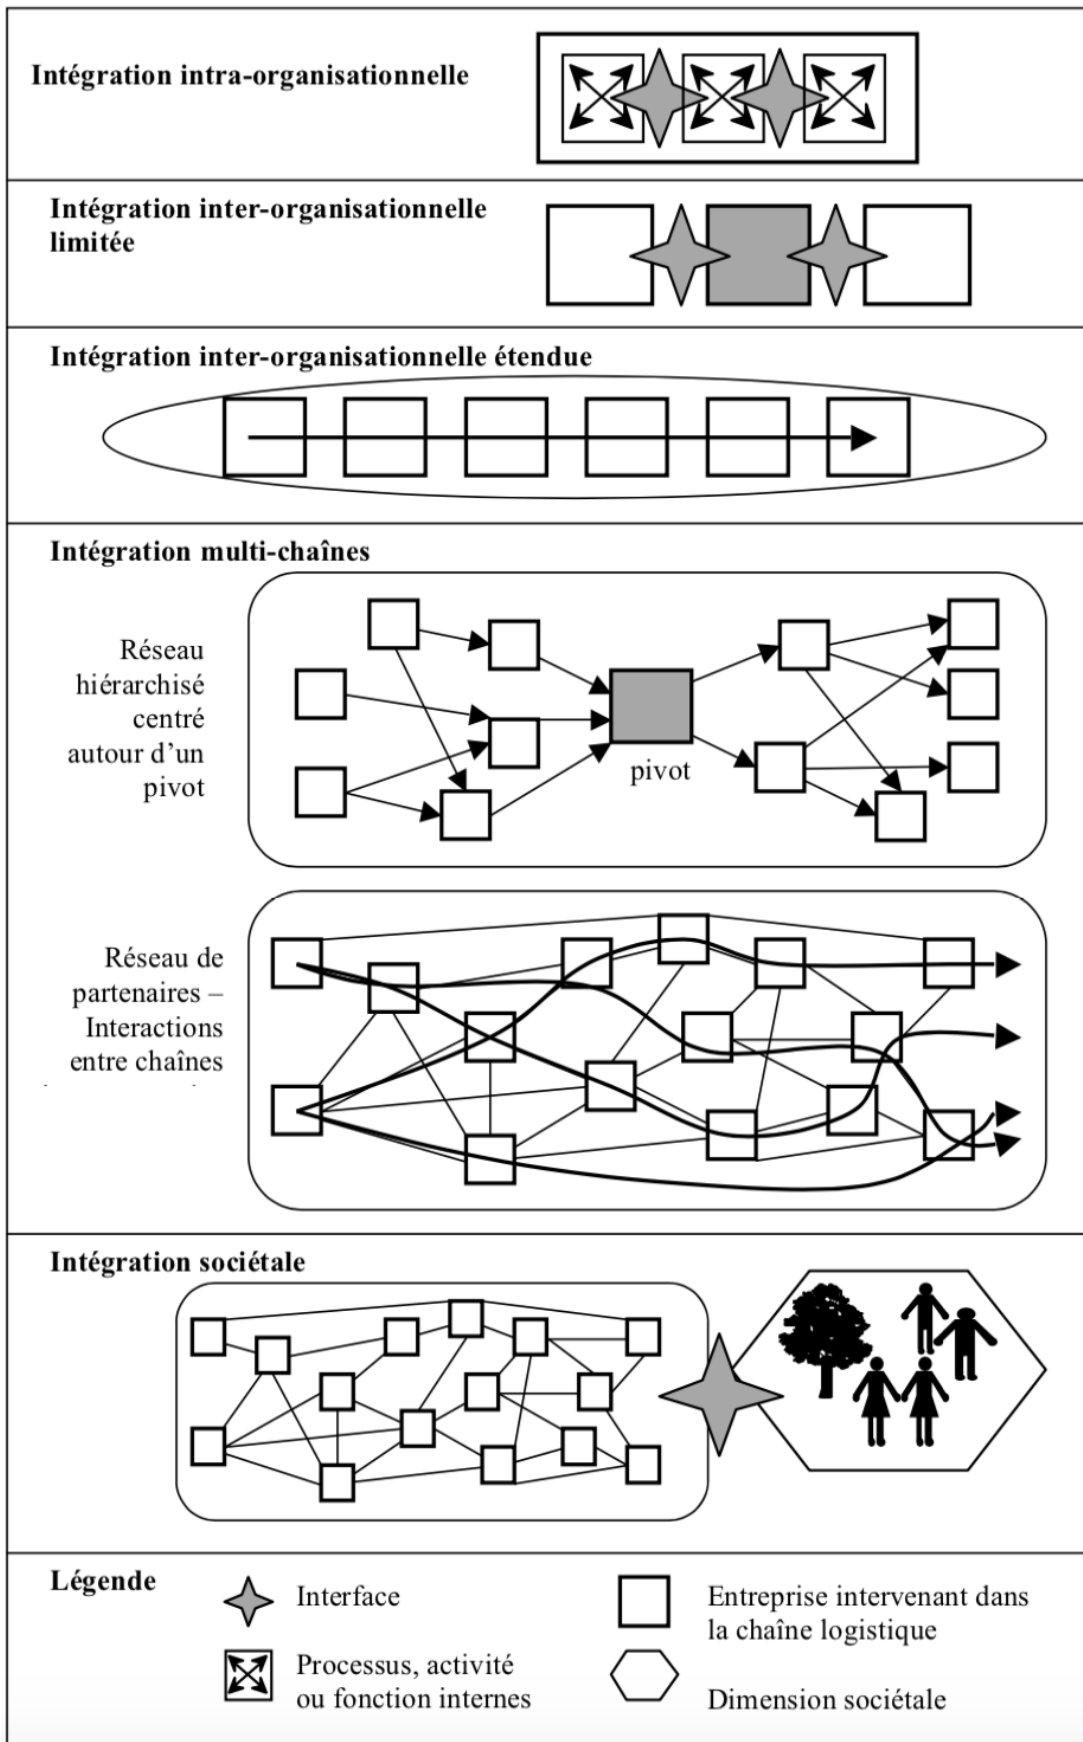 Intégration intra-organisationnelle
Intégration inter-organisationnelle
limitée
Intégration inter-organisationnelle étendue
Intégration multi-chaînes
Réseau
hiérarchisé
centré
autour d'un
pivot
pivot
Réseau de
partenaires –
Interactions
entre chaînes
Intégration sociétale
Légende
Interface
Entreprise intervenant dans
la chaîne logistique
Processus, activité
ou fonction internes
Dimension sociétale